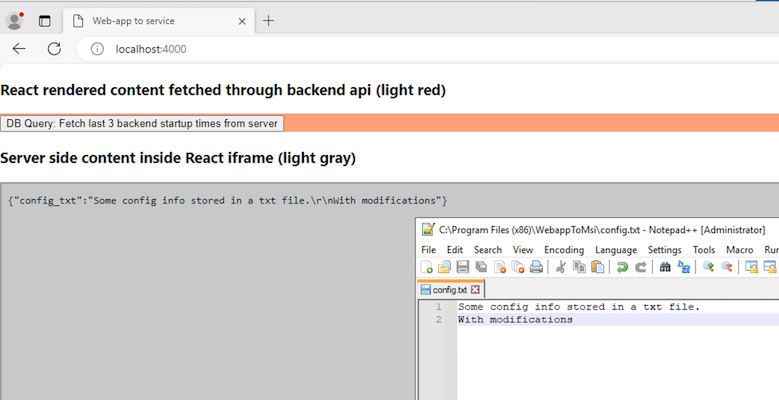 Web-app to service
localhost:4000
React rendered content fetched through backend api (light red)
DB Query: Fetch last 3 backend startup times from server
Server side content inside React iframe (light gray)
{"config_txt":"Some config info stored in a txt file.\r\nWith modifications"}
C:\Program Files (x86)\WebappToMsi\config.txt - Notepad++ [Administrator]
File Edit Search View Encoding Language Settings Tools Macro Run
config.txt
1 Some config info stored in a txt file.
2 With modifications